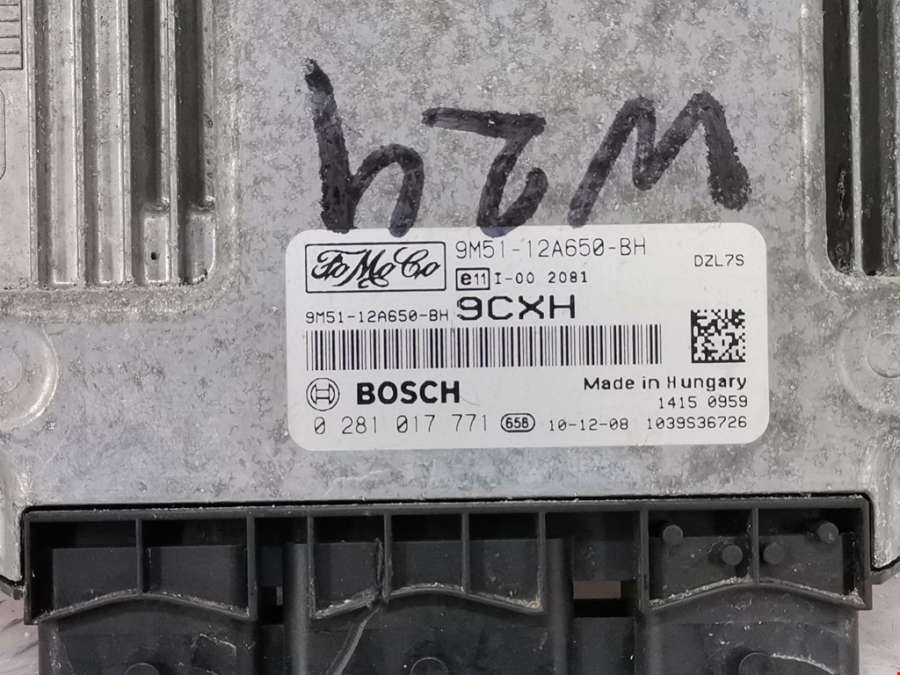 W24
FoMoCo 9M51-12A650-BH DZL7S
e11 I-00 2081
9M51-12A650-BH 9CXH
BOSCH Made in Hungary
1415 0959
0 281 017 771 658 10-12-08 1039S36726